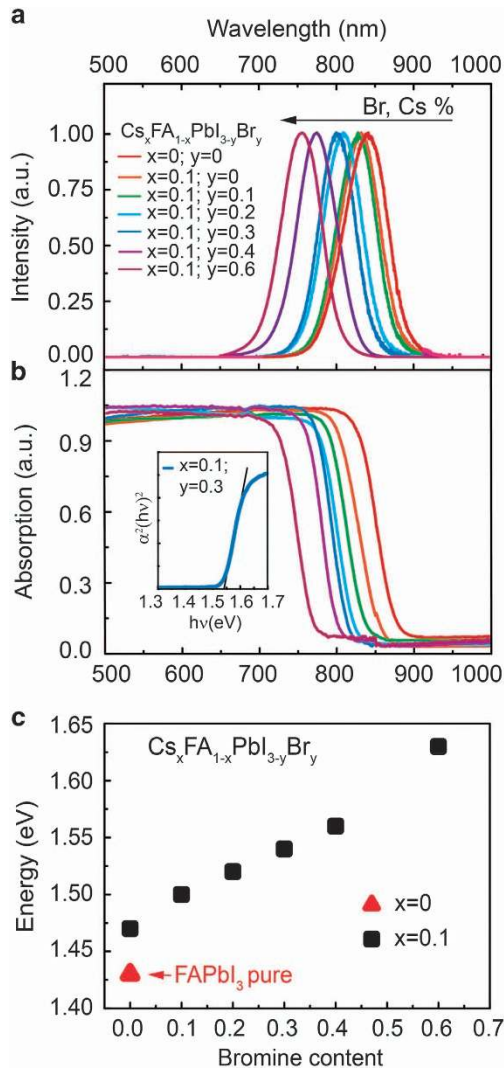 a
Wavelength (nm)
500 600 700 800 900 1000
Br, Cs %
CsₓFA₁₋ₓPbI₃₋yBry
x=0; y=0
x=0.1; y=0
x=0.1; y=0.1
x=0.1; y=0.2
x=0.1; y=0.3
x=0.1; y=0.4
x=0.1; y=0.6
Intensity (a.u.)
1.00
0.75
0.50
0.25
0.00
b
Absorption (a.u.)
1.2
0.9
0.6
0.3
0.0
x=0.1;
y=0.3
α²(hν)²
1.3 1.4 1.5 1.6 1.7
hν(eV)
500 600 700 800 900 1000
c
CsₓFA₁₋ₓPbI₃₋yBry
Energy (eV)
1.65
1.60
1.55
1.50
1.45
1.40
x=0
x=0.1
FAPbI₃ pure
0.0 0.1 0.2 0.3 0.4 0.5 0.6 0.7
Bromine content